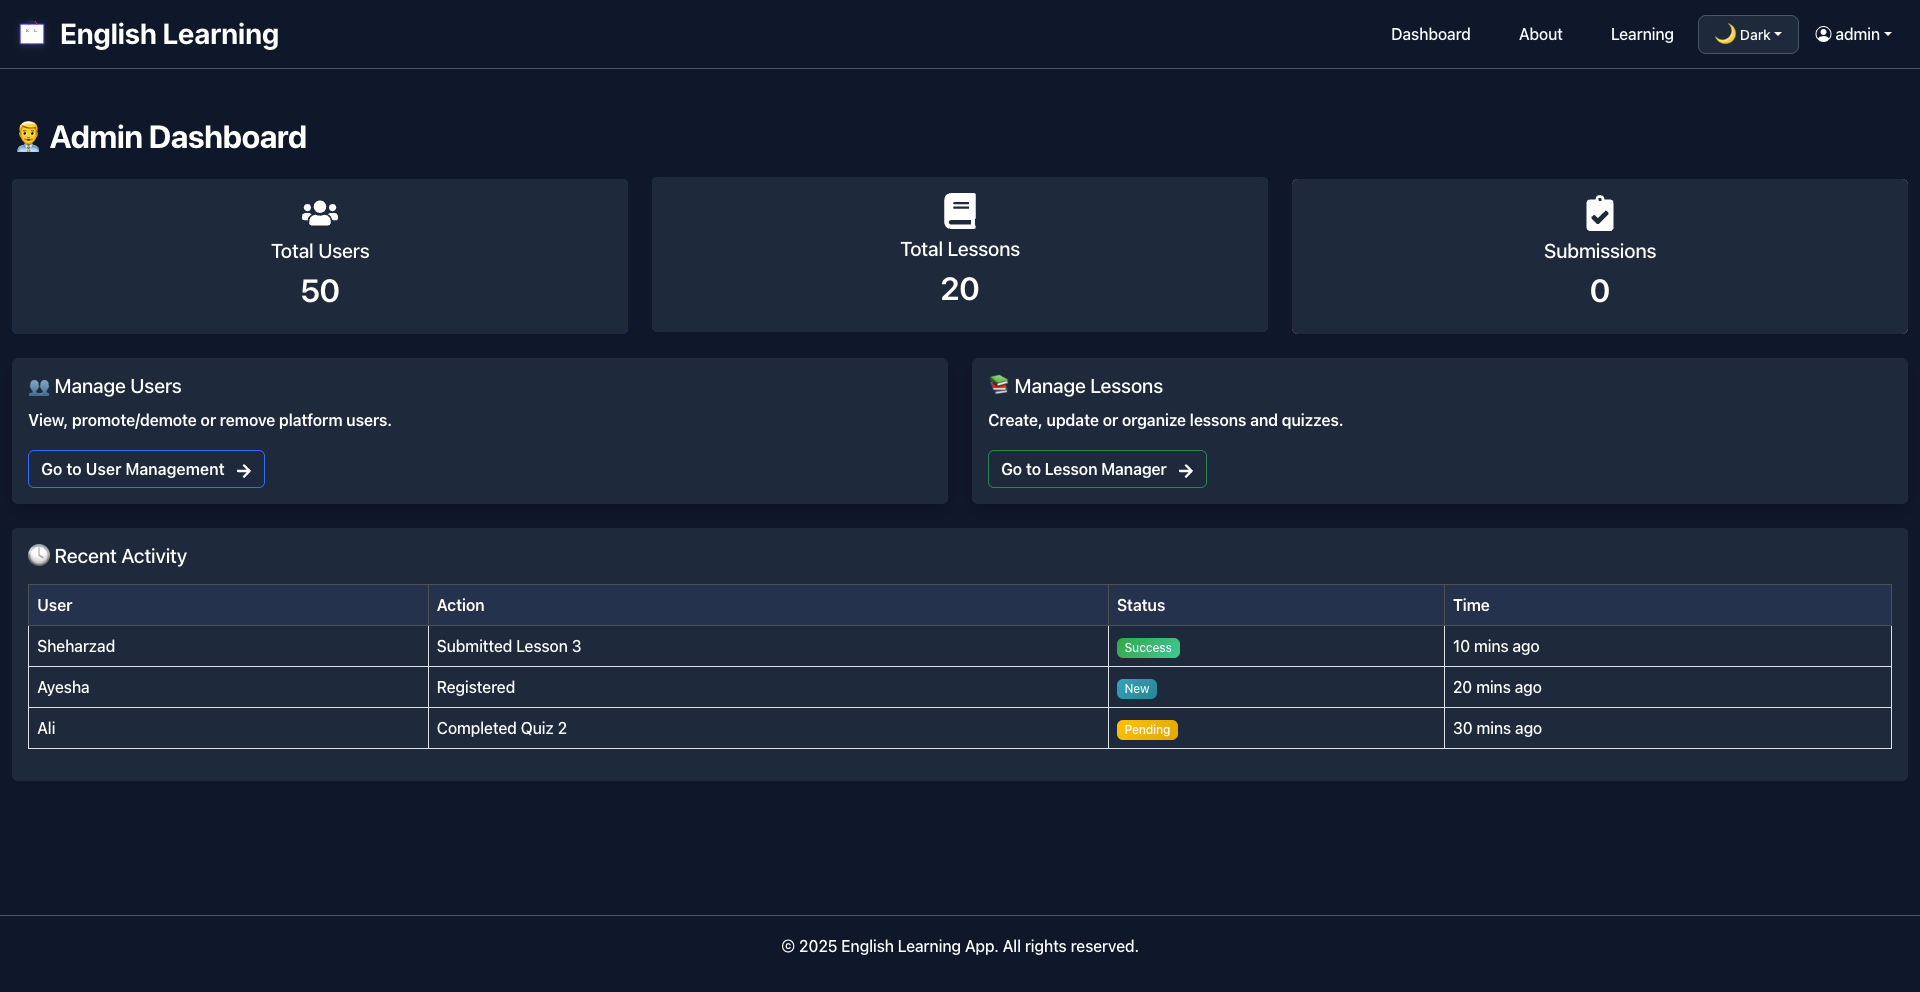 English Learning
Dashboard
About
Learning
Dark
admin
Admin Dashboard
Total Users
50
Total Lessons
20
Submissions
0
Manage Users
View, promote/demote or remove platform users.
Go to User Management
Manage Lessons
Create, update or organize lessons and quizzes.
Go to Lesson Manager
Recent Activity
User Action Status Time
Sheharzad Submitted Lesson 3 Success 10 mins ago
Ayesha Registered New 20 mins ago
Ali Completed Quiz 2 Pending 30 mins ago
© 2025 English Learning App. All rights reserved.